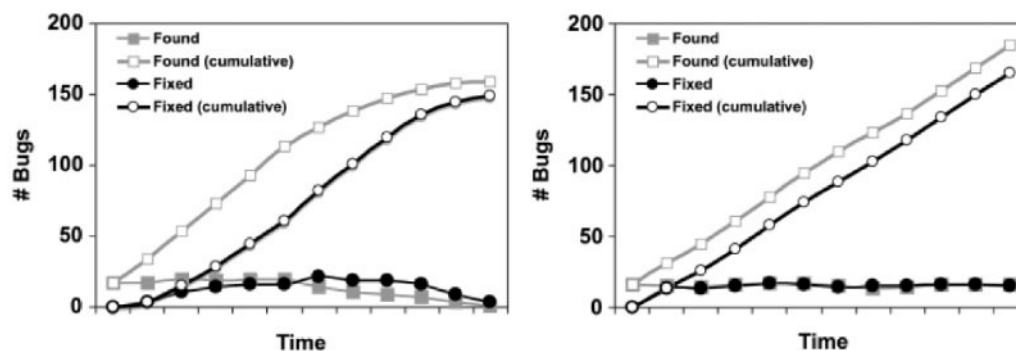 200
150
100
50
0
# Bugs
Found
Found (cumulative)
Fixed
Fixed (cumulative)
Time
200
150
100
50
0
# Bugs
Found
Found (cumulative)
Fixed
Fixed (cumulative)
Time